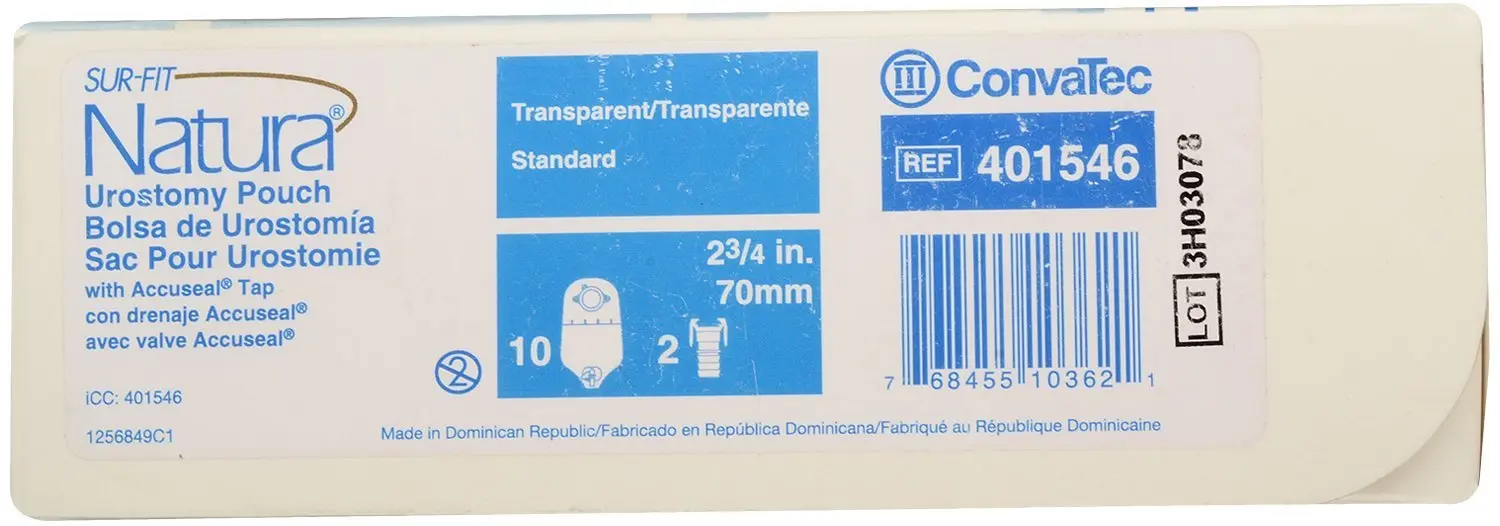 SUR-FIT
Natura®
Urostomy Pouch
Bolsa de Urostomía
Sac Pour Urostomie
with Accuseal® Tap
con drenaje Accuseal®
avec valve Accuseal®
iCC: 401546
1256849C1
2
Transparent/Transparente
Standard
2 3/4 in.
70mm
10
2
ConvaTec
REF 401546
7 68455 10362 1
LOT 3H03078
Made in Dominican Republic/Fabricado en República Dominicana/Fabriqué au République Dominicaine